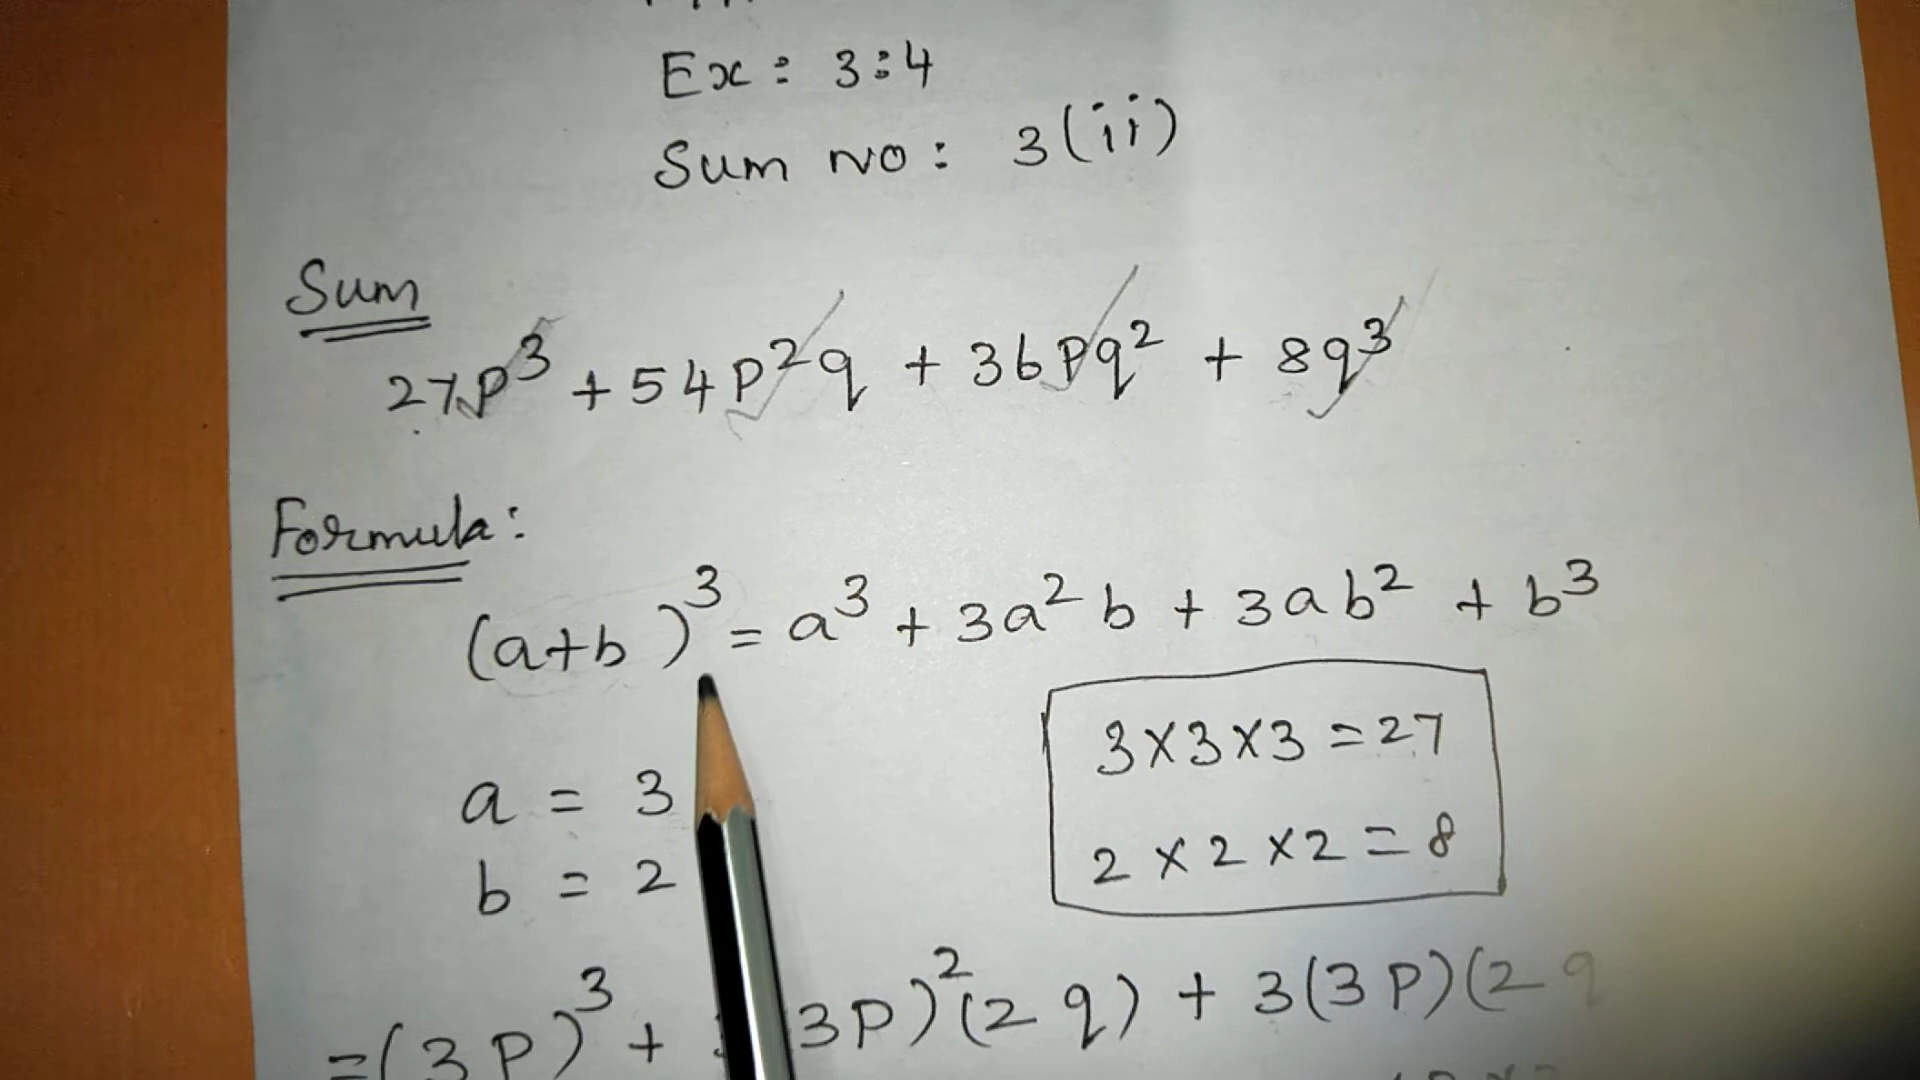 Ex: 3:4
Sum no: 3(ii)
Sum
27p³ + 54p²q + 36pq² + 8q³
Formula:
(a+b)³ = a³ + 3a²b + 3ab² + b³
3×3×3 = 27
a = 3
2×2×2 = 8
b = 2
=(3p)³ + 3p)²(2q) + 3(3p)(2q